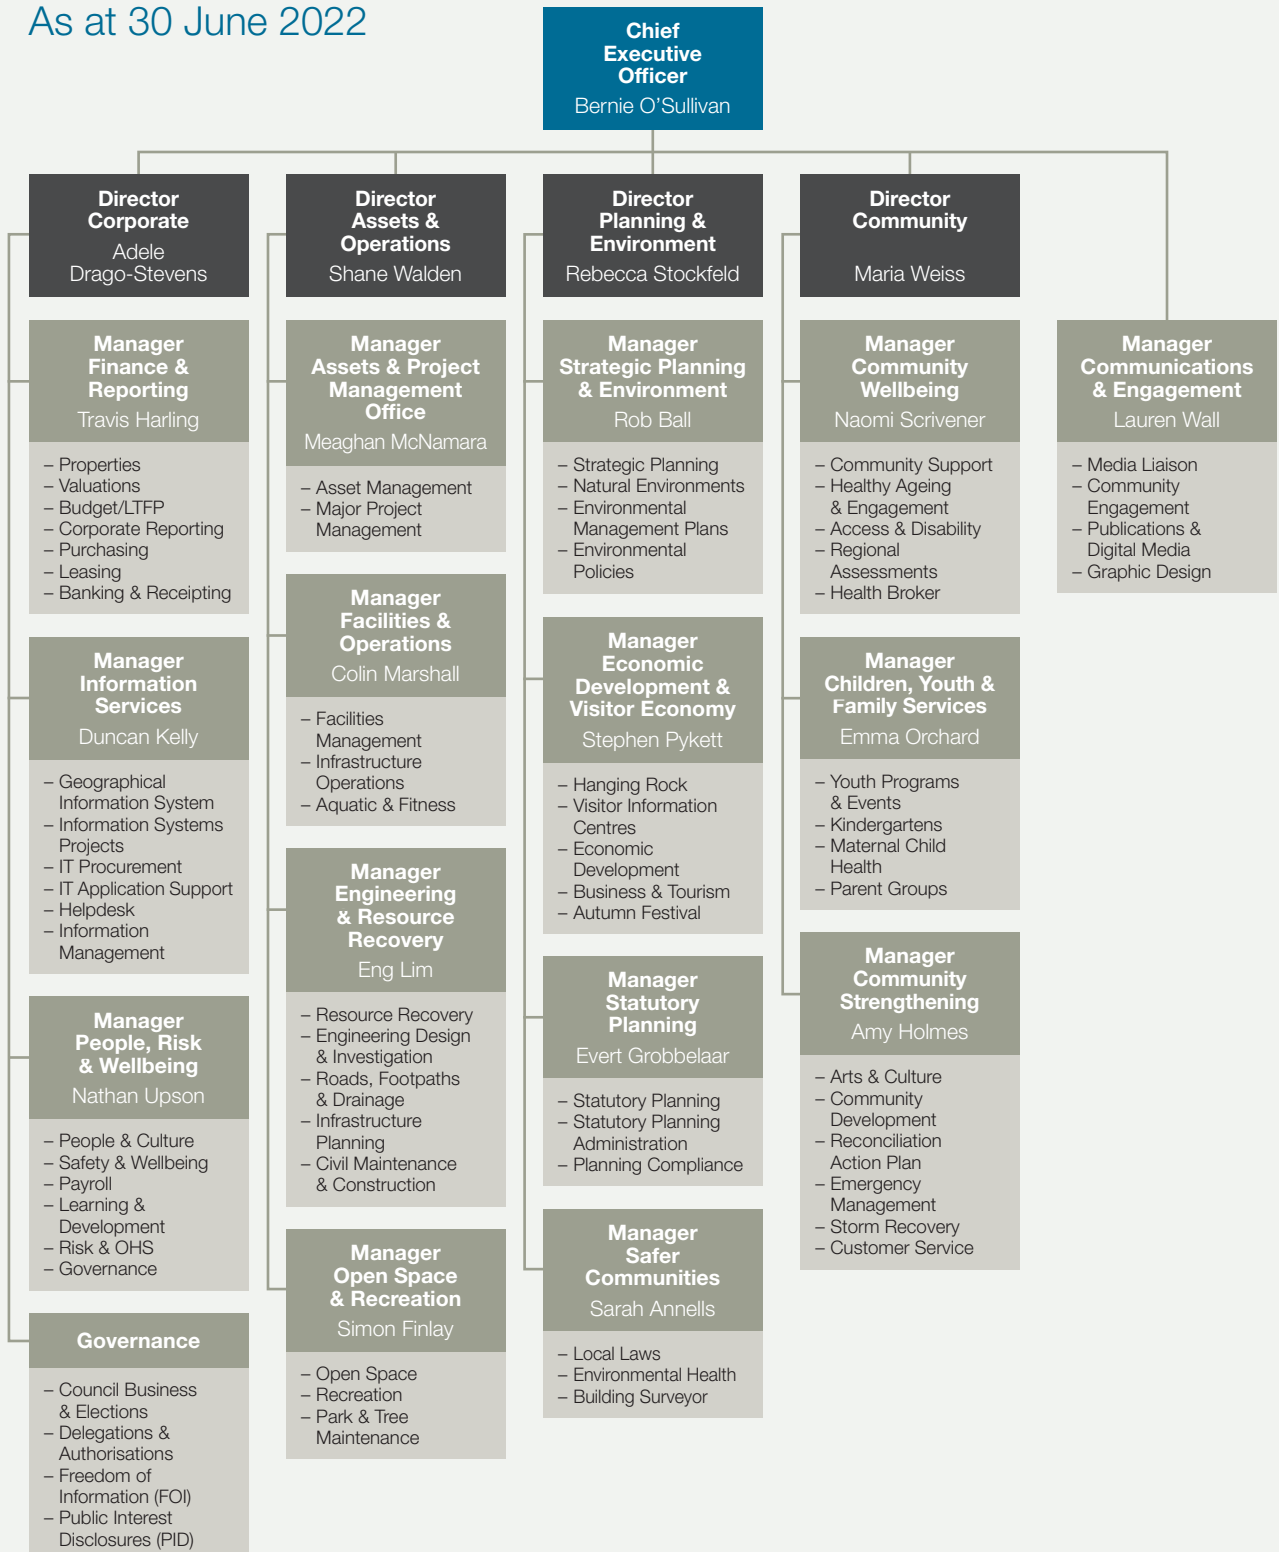 As at 30 June 2022
Chief
Executive
Officer
Bernie O’Sullivan
Director
Corporate
Adele
Drago-Stevens
Manager
Finance &
Reporting
Travis Harling
– Properties
– Valuations
– Budget/LTFP
– Corporate Reporting
– Purchasing
– Leasing
– Banking & Receipting
Manager
Information
Services
Duncan Kelly
– Geographical
Information System
– Information Systems
Projects
– IT Procurement
– IT Application Support
– Helpdesk
– Information
Management
Manager
People, Risk
& Wellbeing
Nathan Upson
– People & Culture
– Safety & Wellbeing
– Payroll
– Learning &
Development
– Risk & OHS
– Governance
Governance
– Council Business
& Elections
– Delegations &
Authorisations
– Freedom of
Information (FOI)
– Public Interest
Disclosures (PID)
Director
Assets &
Operations
Shane Walden
Manager
Assets & Project
Management
Office
Meaghan McNamara
– Asset Management
– Major Project
Management
Manager
Facilities &
Operations
Colin Marshall
– Facilities
Management
– Infrastructure
Operations
– Aquatic & Fitness
Manager
Engineering
& Resource
Recovery
Eng Lim
– Resource Recovery
– Engineering Design
& Investigation
– Roads, Footpaths
& Drainage
– Infrastructure
Planning
– Civil Maintenance
& Construction
Manager
Open Space
& Recreation
Simon Finlay
– Open Space
– Recreation
– Park & Tree
Maintenance
Director
Planning &
Environment
Rebecca Stockfeld
Manager
Strategic Planning
& Environment
Rob Ball
– Strategic Planning
– Natural Environments
– Environmental
Management Plans
– Environmental
Policies
Manager
Economic
Development &
Visitor Economy
Stephen Pykett
– Hanging Rock
– Visitor Information
Centres
– Economic
Development
– Business & Tourism
– Autumn Festival
Manager
Statutory
Planning
Evert Grobbelaar
– Statutory Planning
– Statutory Planning
Administration
– Planning Compliance
Manager
Safer
Communities
Sarah Annells
– Local Laws
– Environmental Health
– Building Surveyor
Director
Community
Maria Weiss
Manager
Community
Wellbeing
Naomi Scrivener
– Community Support
– Healthy Ageing
& Engagement
– Access & Disability
– Regional
Assessments
– Health Broker
Manager
Children, Youth &
Family Services
Emma Orchard
– Youth Programs
& Events
– Kindergartens
– Maternal Child
Health
– Parent Groups
Manager
Community
Strengthening
Amy Holmes
– Arts & Culture
– Community
Development
– Reconciliation
Action Plan
– Emergency
Management
– Storm Recovery
– Customer Service
Manager
Communications
& Engagement
Lauren Wall
– Media Liaison
– Community
Engagement
– Publications &
Digital Media
– Graphic Design